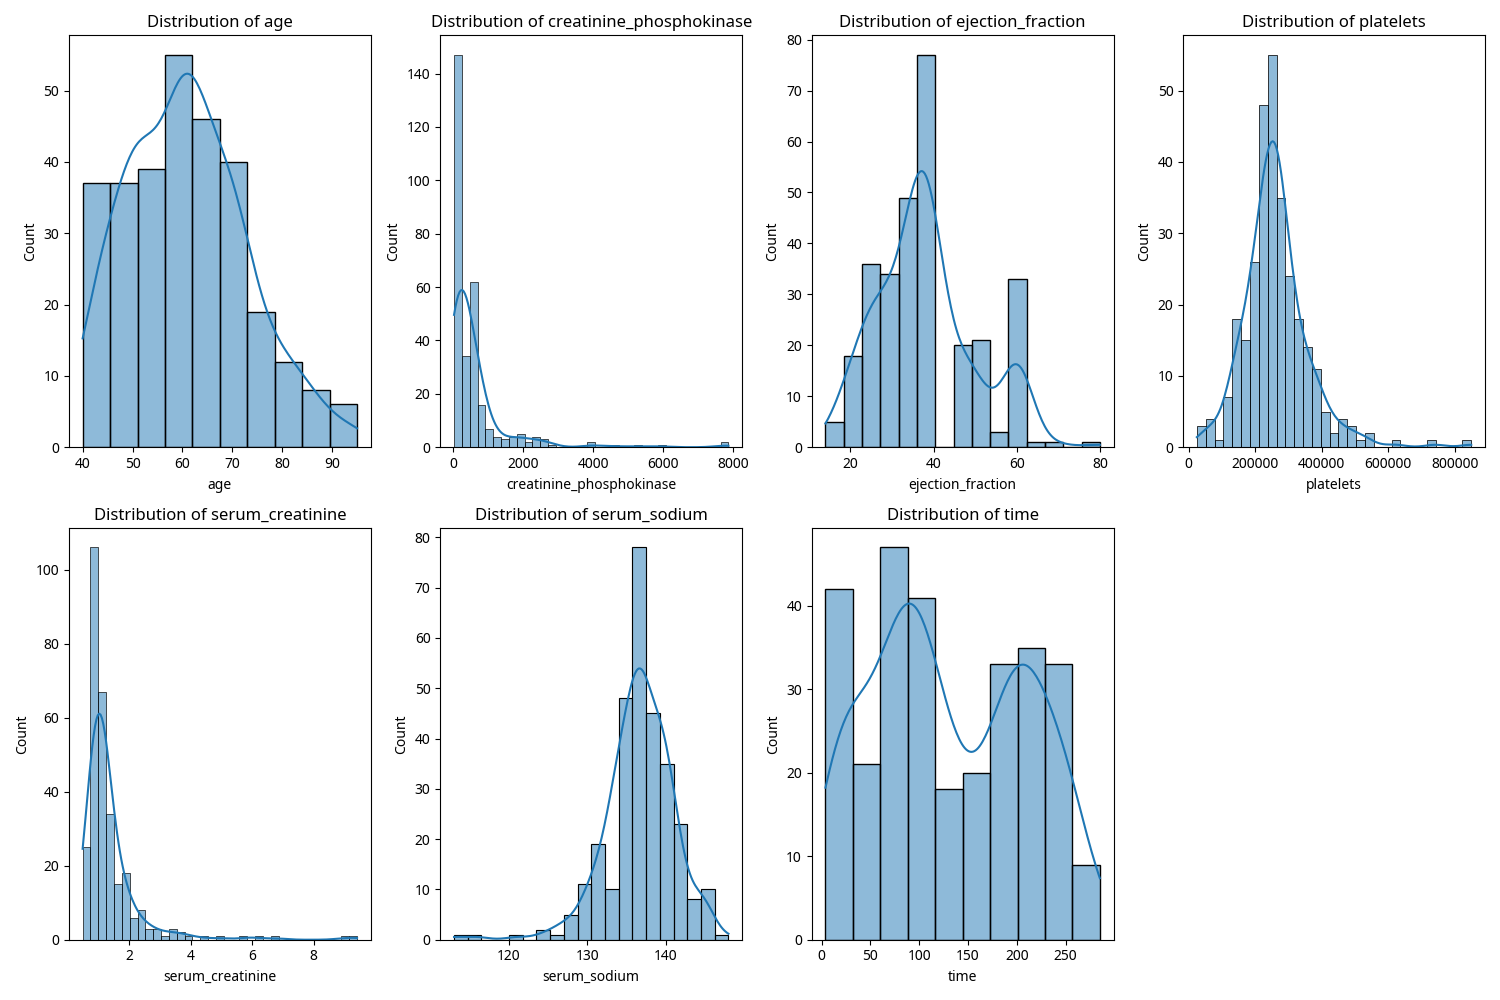 Distribution of age
50
40
30
20
10
0
Count
40 50 60 70 80 90
age
Distribution of creatinine_phosphokinase
140
120
100
80
60
40
20
0
Count
0 2000 4000 6000 8000
creatinine_phosphokinase
Distribution of ejection_fraction
80
70
60
50
40
30
20
10
0
Count
20 40 60 80
ejection_fraction
Distribution of platelets
50
40
30
20
10
0
Count
0 200000 400000 600000 800000
platelets
Distribution of serum_creatinine
100
80
60
40
20
0
Count
2 4 6 8
serum_creatinine
Distribution of serum_sodium
80
70
60
50
40
30
20
10
0
Count
120 130 140
serum_sodium
Distribution of time
40
30
20
10
0
Count
0 50 100 150 200 250
time